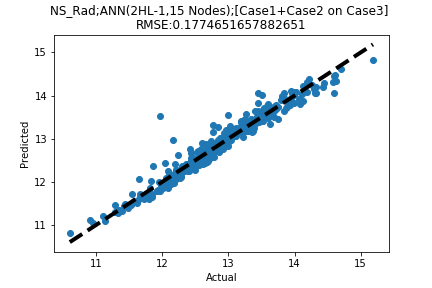 NS_Rad;ANN(2HL-1,15 Nodes);[Case1+Case2 on Case3]
RMSE:0.1774651657882651
15
14
13
12
11
Predicted
11
12
13
14
15
Actual